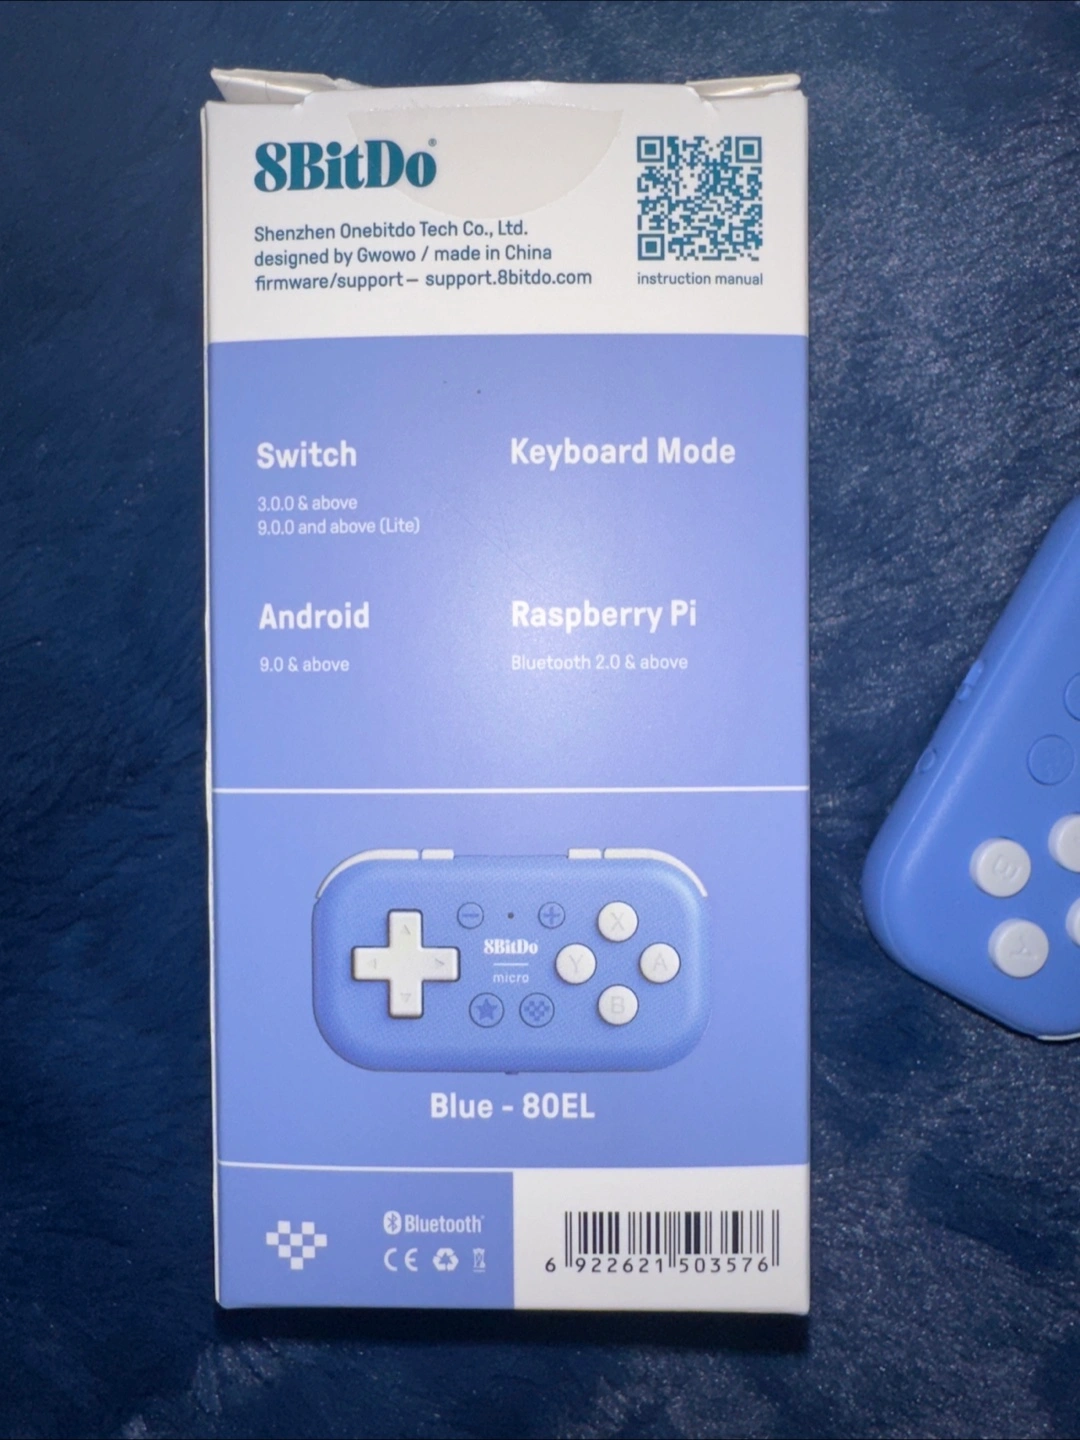 8BitDo®
Shenzhen Onebitdo Tech Co., Ltd.
designed by Gwowo / made in China
firmware/support – support.8bitdo.com
instruction manual
Switch
3.0.0 & above
9.0.0 and above (Lite)
Keyboard Mode
Android
9.0 & above
Raspberry Pi
Bluetooth 2.0 & above
X
Y
A
B
8BitDo
micro
Blue - 80EL
Bluetooth®
CE
6 922621 503576